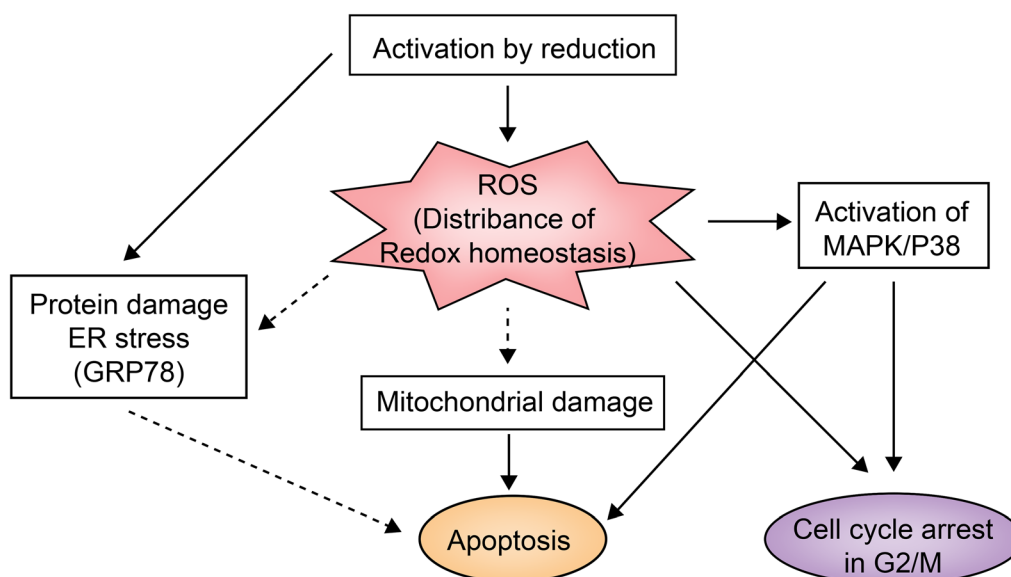 Activation by reduction
ROS
(Distribance of
Redox homeostasis)
Activation of
MAPK/P38
Protein damage
ER stress
(GRP78)
Mitochondrial damage
Apoptosis
Cell cycle arrest
in G2/M